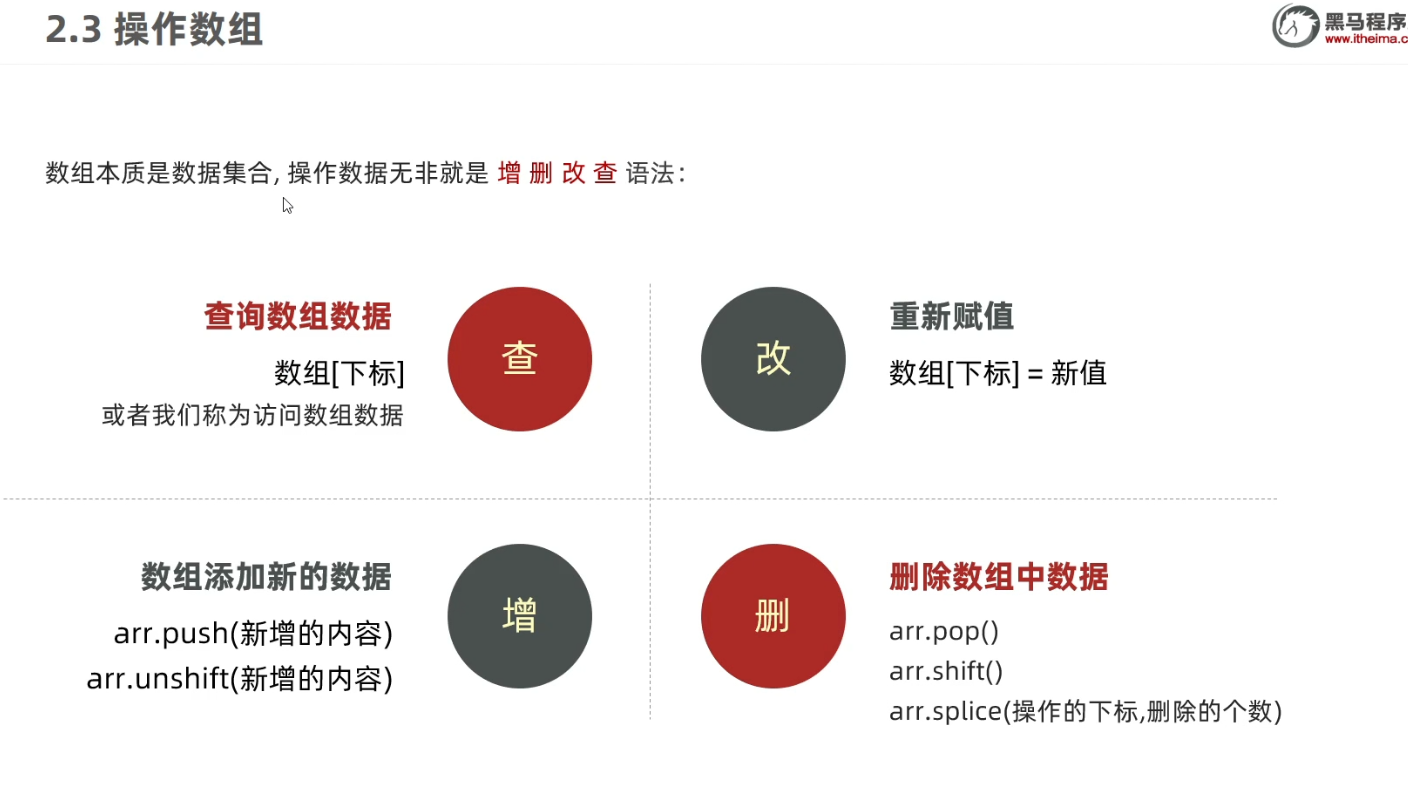 2.3 操作数组
黑马程序
www.itheima.c
数组本质是数据集合, 操作数据无非就是 增 删 改 查 语法：
查询数组数据
数组[下标]
或者我们称为访问数组数据
查
改
重新赋值
数组[下标] = 新值
数组添加新的数据
arr.push(新增的内容)
arr.unshift(新增的内容)
增
删
删除数组中数据
arr.pop()
arr.shift()
arr.splice(操作的下标,删除的个数)